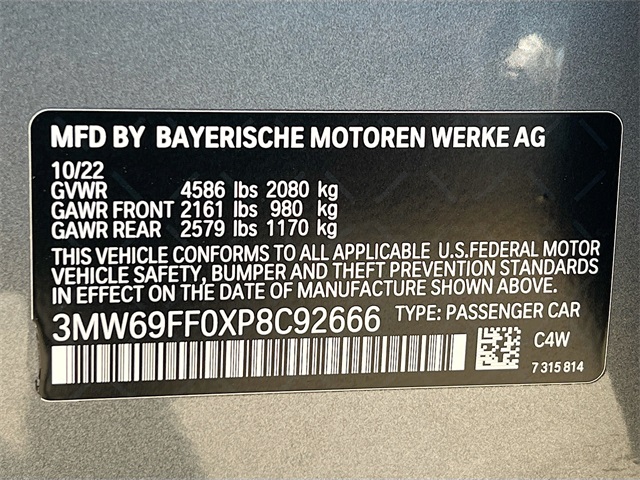 MFD BY BAYERISCHE MOTOREN WERKE AG
10/22
GVWR 4586 lbs 2080 kg
GAWR FRONT 2161 lbs 980 kg
GAWR REAR 2579 lbs 1170 kg
THIS VEHICLE CONFORMS TO ALL APPLICABLE U.S.FEDERAL MOTOR
VEHICLE SAFETY, BUMPER AND THEFT PREVENTION STANDARDS
IN EFFECT ON THE DATE OF MANUFACTURE SHOWN ABOVE.
3MW69FF0XP8C92666 TYPE: PASSENGER CAR
C4W
7 315 814